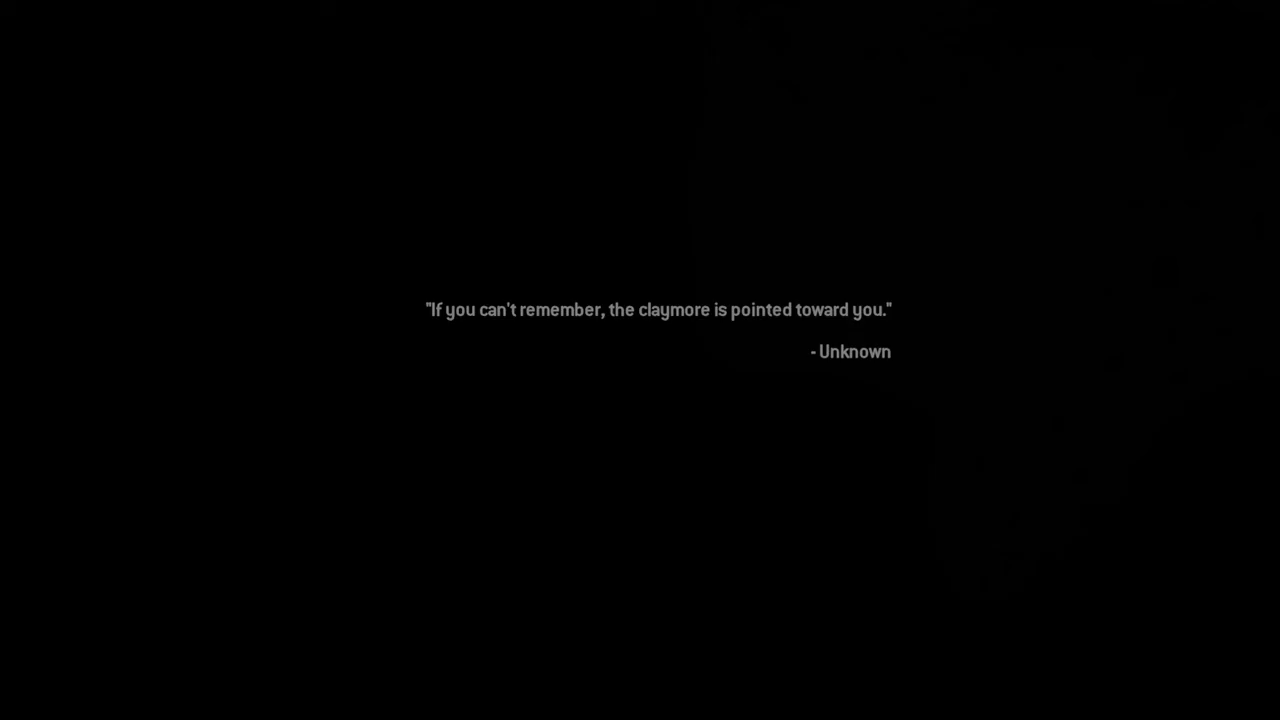 "If you can't remember, the claymore is pointed toward you."
- Unknown